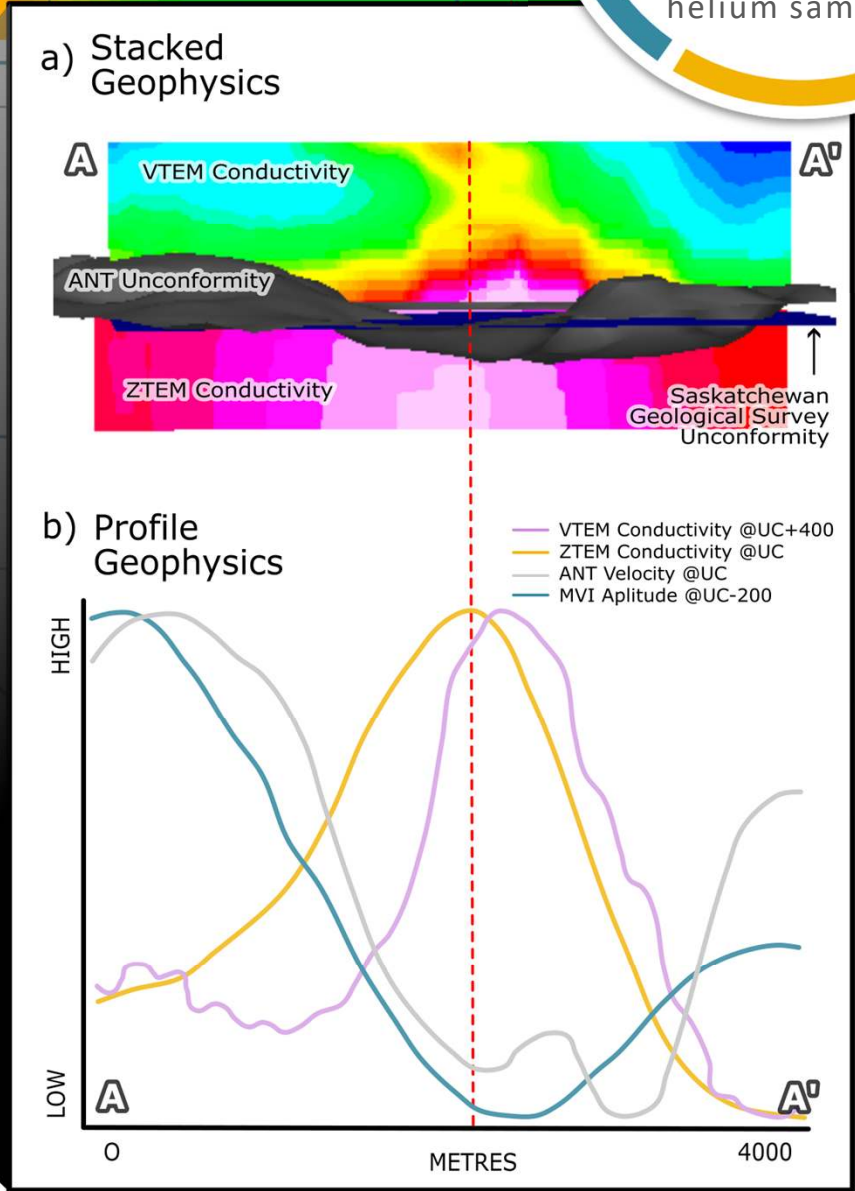 helium sam
a) Stacked
Geophysics
A
A'
VTEM Conductivity
ANT Unconformity
ZTEM Conductivity
Saskatchewan
Geological Survey
Unconformity
b) Profile
Geophysics
VTEM Conductivity @UC+400
ZTEM Conductivity @UC
ANT Velocity @UC
MVI Aplitude @UC-200
HIGH
LOW
A
A'
O
METRES
4000